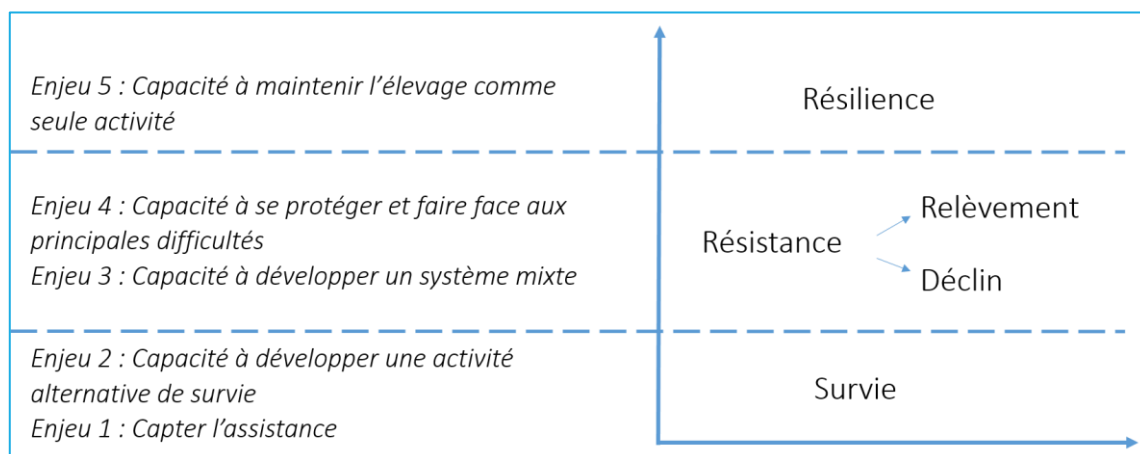 Enjeu 5 : Capacité à maintenir l’élevage comme
seule activité
Résilience
Enjeu 4 : Capacité à se protéger et faire face aux
principales difficultés
Enjeu 3 : Capacité à développer un système mixte
Résistance
Relèvement
Déclin
Enjeu 2 : Capacité à développer une activité
alternative de survie
Enjeu 1 : Capter l’assistance
Survie